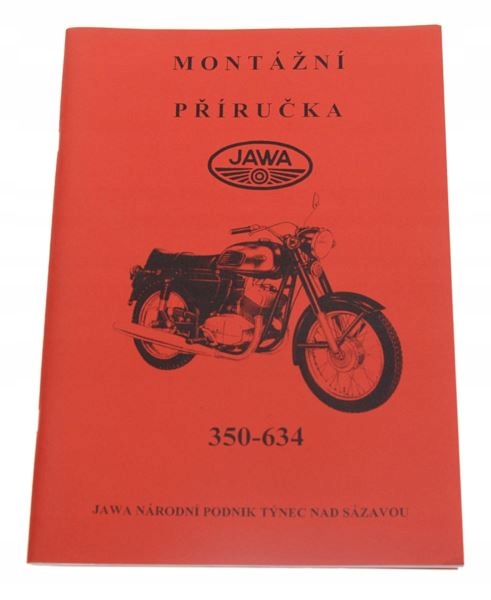 MONTÁŽNÍ
PŘÍRUČKA
JAWA
350-634
JAWA NÁRODNÍ PODNIK TÝNEC NAD SÁZAVOU